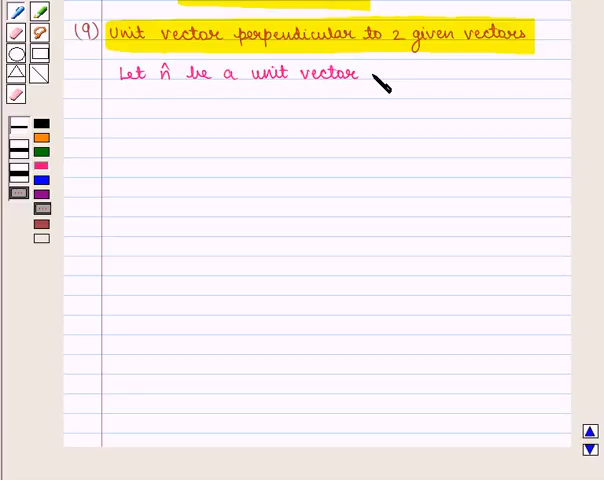 (9) Unit vector perpendicular to 2 given vectors
Let n̂ be a unit vector